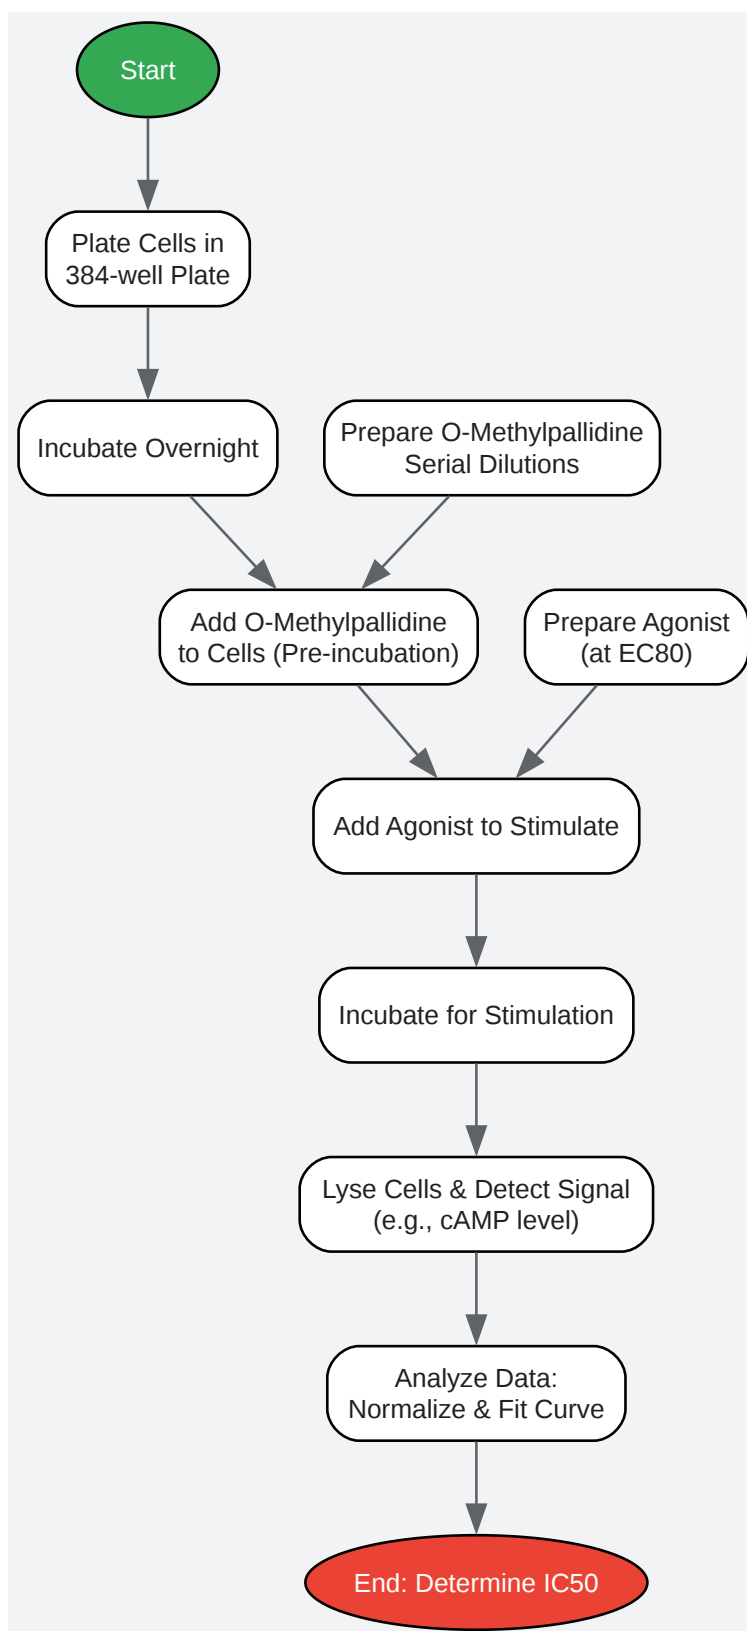 Start
Plate Cells in
384-well Plate
Incubate Overnight
Prepare O-Methylpallidine
Serial Dilutions
Add O-Methylpallidine
to Cells (Pre-incubation)
Prepare Agonist
(at EC80)
Add Agonist to Stimulate
Incubate for Stimulation
Lyse Cells & Detect Signal
(e.g., cAMP level)
Analyze Data:
Normalize & Fit Curve
End: Determine IC50